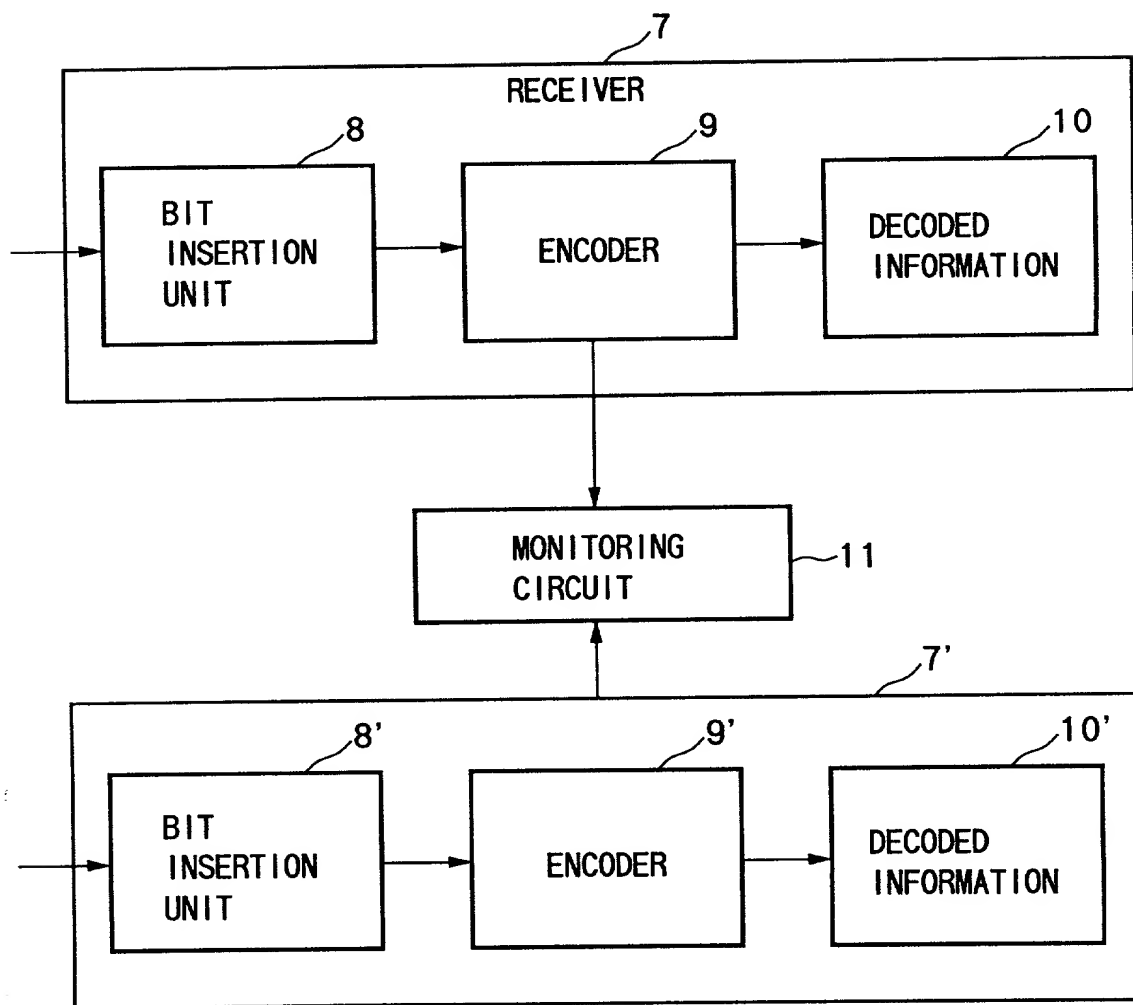 7
RECEIVER
8
9
10
BIT
INSERTION
UNIT
ENCODER
DECODED
INFORMATION
MONITORING
CIRCUIT
11
7'
8'
9'
10'
BIT
INSERTION
UNIT
ENCODER
DECODED
INFORMATION